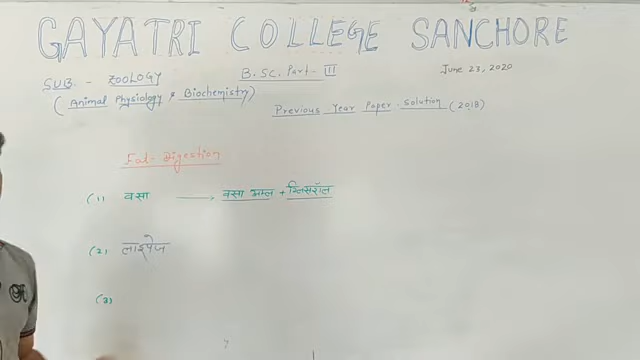 GAYATRI COLLEGE SANCHORE
SUB. - ZOOLOGY B.SC. Part - III June 23, 2020
(Animal Physiology & Biochemistry)
Previous Year Paper Solution (2018)
Fat-Digestion
(1) वसा → वसा अम्ल + ग्लिसरॉल
(2) लाइपेज
(3)